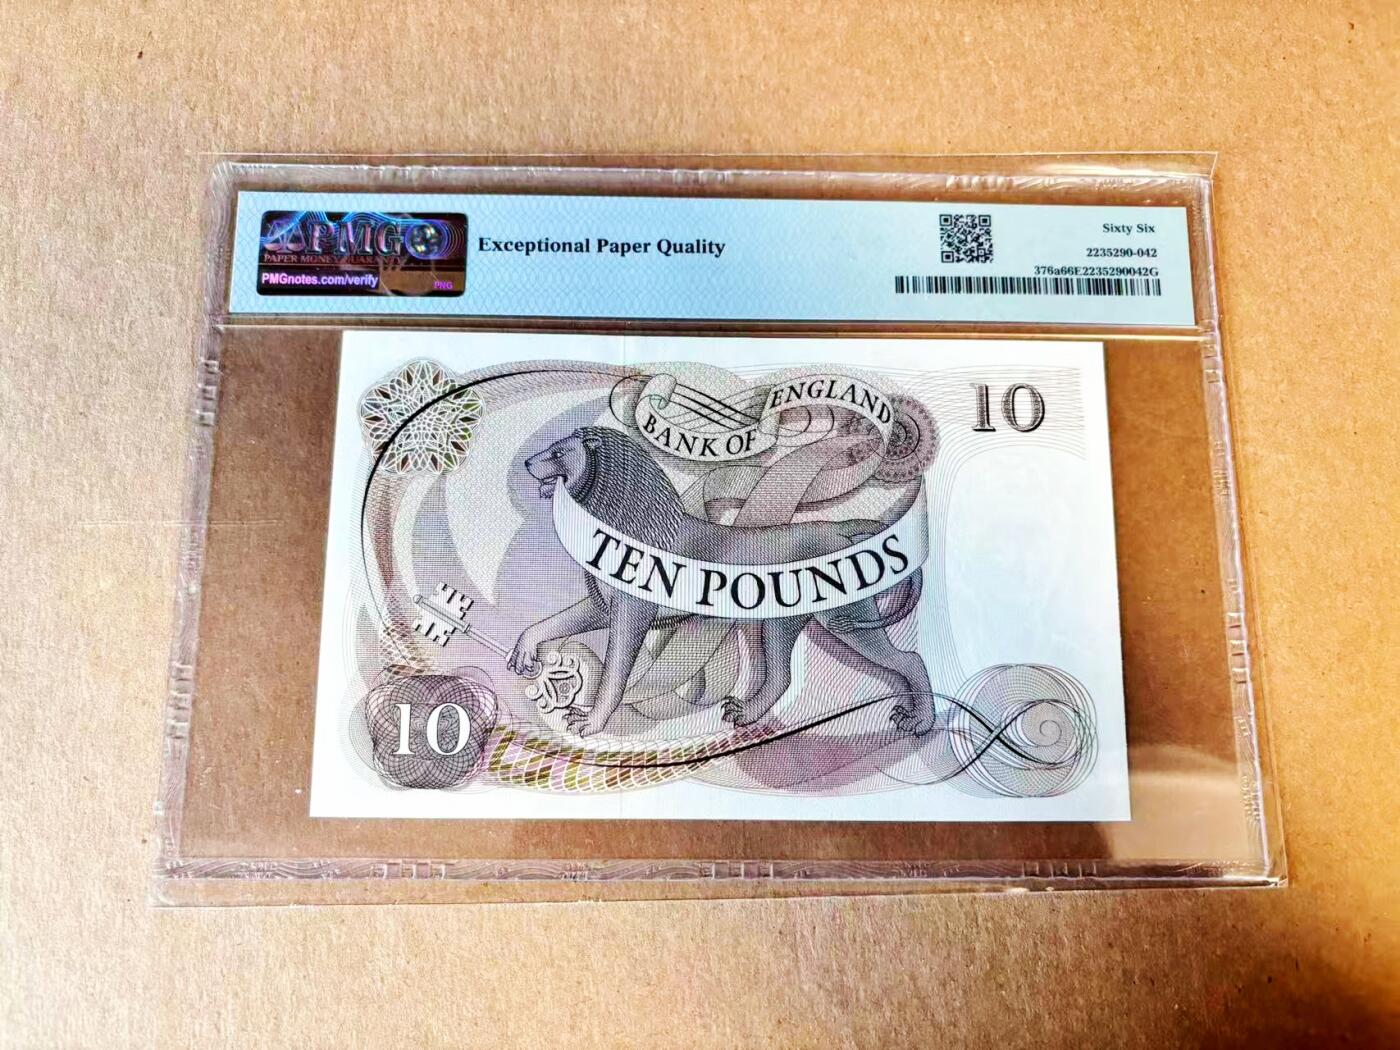 PMG
PAPER MONEY GUARANTY
PMGnotes.com/verify
PNG
Exceptional Paper Quality
Sixty Six
2235290-042
376a66E2235290042G
BANK OF ENGLAND
10
TEN POUNDS
10